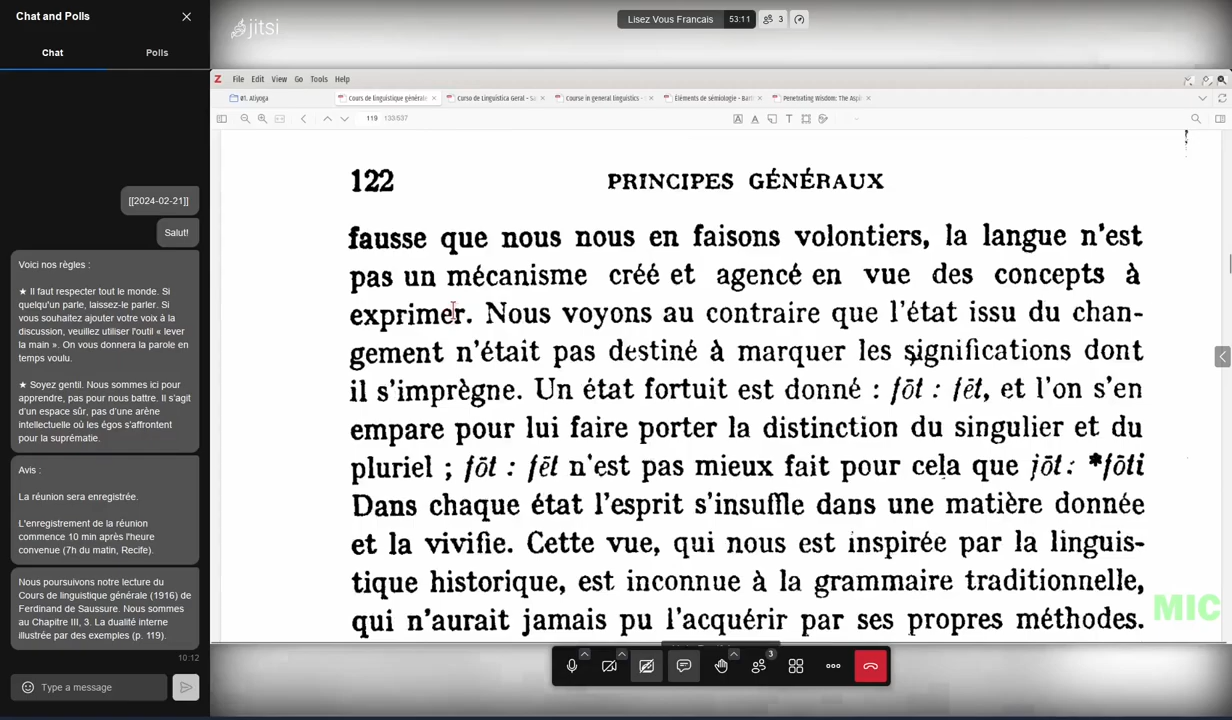 Chat and Polls
Chat
Polls
[[2024-02-21]]
Salut!
Voici nos règles :
★ Il faut respecter tout le monde. Si
quelqu'un parle, laissez-le parler. Si
vous souhaitez ajouter votre voix à la
discussion, veuillez utiliser l'outil « lever
la main ». On vous donnera la parole en
temps voulu.
★ Soyez gentil. Nous sommes ici pour
apprendre, pas pour nous battre. Il s'agit
d'un espace sûr, pas d'une arène
intellectuelle où les égos s'affrontent
pour la suprématie.
Avis :
La réunion sera enregistrée.
L'enregistrement de la réunion
commence 10 min après l'heure
convenue (7h du matin, Recife).
Nous poursuivons notre lecture du
Cours de linguistique générale (1916) de
Ferdinand de Saussure. Nous sommes
au Chapitre III, 3. La dualité interne
illustrée par des exemples (p. 119).
10:12
Type a message
jitsi
Lisez Vous Francais 53:11 3
Z File Edit View Go Tools Help
01. Aliyoga
Cours de linguistique générale
Corso de Linguística Geral - Sa
Course in general linguistics -
Eléments de sémiologie - Bart
Penetrating Wisdom: The Aspi
119 133/537
122 PRINCIPES GÉNÉRAUX
fausse que nous nous en faisons volontiers, la langue n'est
pas un mécanisme créé et agencé en vue des concepts à
exprimer. Nous voyons au contraire que l'état issu du chan-
gement n'était pas destiné à marquer les significations dont
il s'imprègne. Un état fortuit est donné : fōt : fēt, et l'on s'en
empare pour lui faire porter la distinction du singulier et du
pluriel ; fōt : fēt n'est pas mieux fait pour cela que fōt: *fōti
Dans chaque état l'esprit s'insuffle dans une matière donnée
et la vivifie. Cette vue, qui nous est inspirée par la linguis-
tique historique, est inconnue à la grammaire traditionnelle,
qui n'aurait jamais pu l'acquérir par ses propres méthodes.
MIC
3